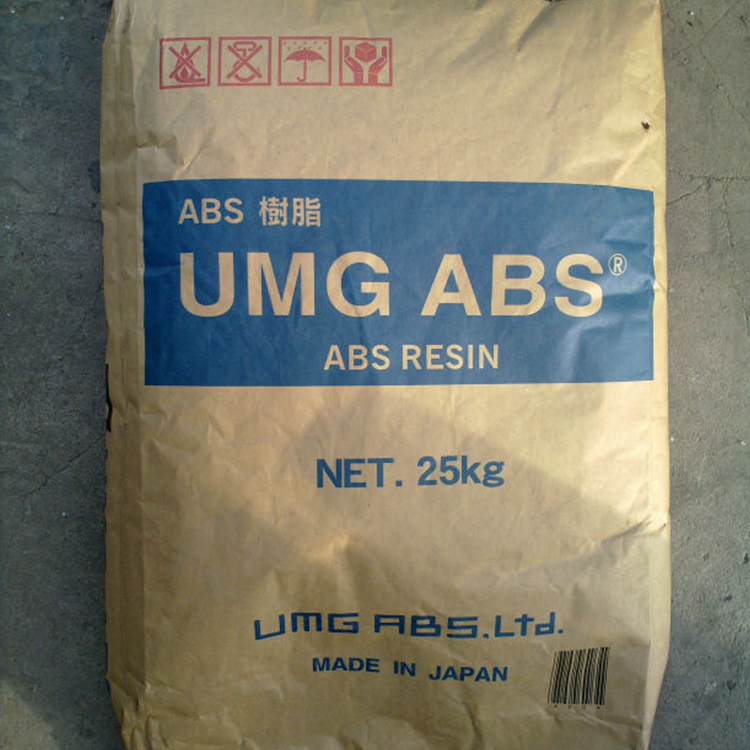 ABS 樹脂
UMG ABS®
ABS RESIN
NET. 25kg
UMG ABS, Ltd.
MADE IN JAPAN